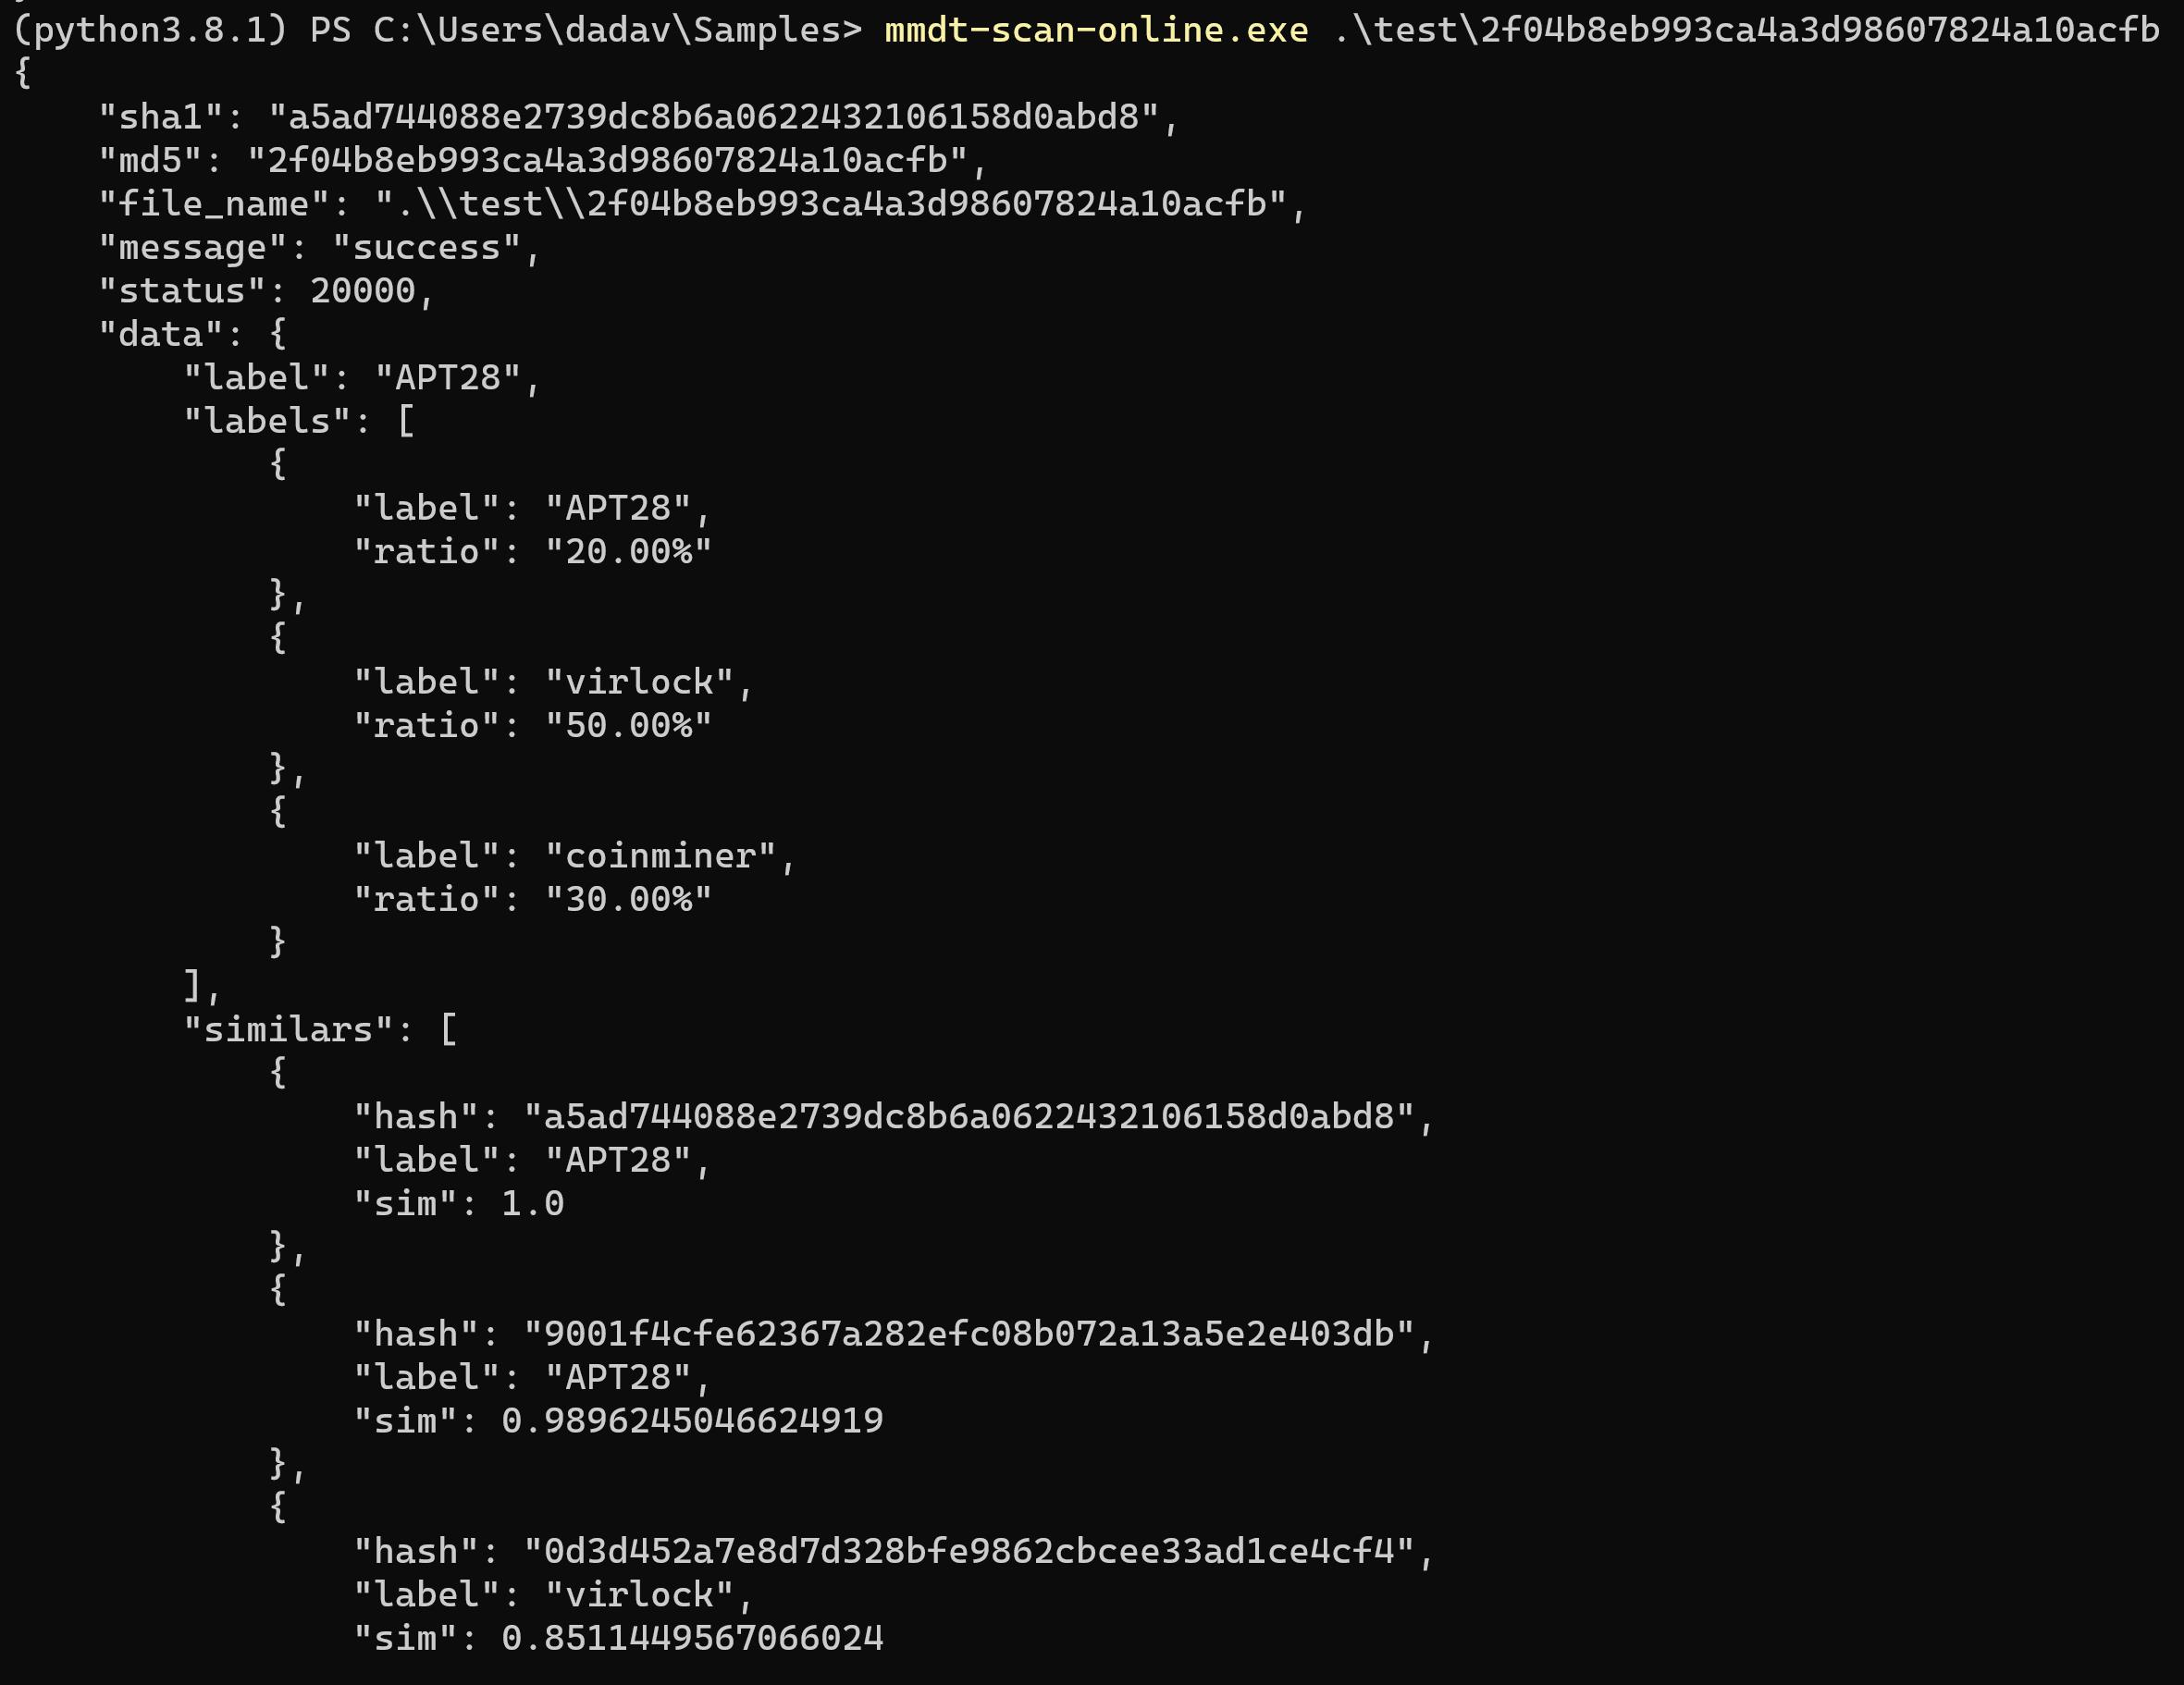 (python3.8.1) PS C:\Users\dadav\Samples> mmdt-scan-online.exe .\test\2f04b8eb993ca4a3d98607824a10acfb
{
    "sha1": "a5ad744088e2739dc8b6a0622432106158d0abd8",
    "md5": "2f04b8eb993ca4a3d98607824a10acfb",
    "file_name": ".\\test\\2f04b8eb993ca4a3d98607824a10acfb",
    "message": "success",
    "status": 20000,
    "data": {
        "label": "APT28",
        "labels": [
            {
                "label": "APT28",
                "ratio": "20.00%"
            },
            {
                "label": "virlock",
                "ratio": "50.00%"
            },
            {
                "label": "coinminer",
                "ratio": "30.00%"
            }
        ],
        "similars": [
            {
                "hash": "a5ad744088e2739dc8b6a0622432106158d0abd8",
                "label": "APT28",
                "sim": 1.0
            },
            {
                "hash": "9001f4cfe62367a282efc08b072a13a5e2e403db",
                "label": "APT28",
                "sim": 0.9896245046624919
            },
            {
                "hash": "0d3d452a7e8d7d328bfe9862cbcee33ad1ce4cf4",
                "label": "virlock",
                "sim": 0.8511449567066024